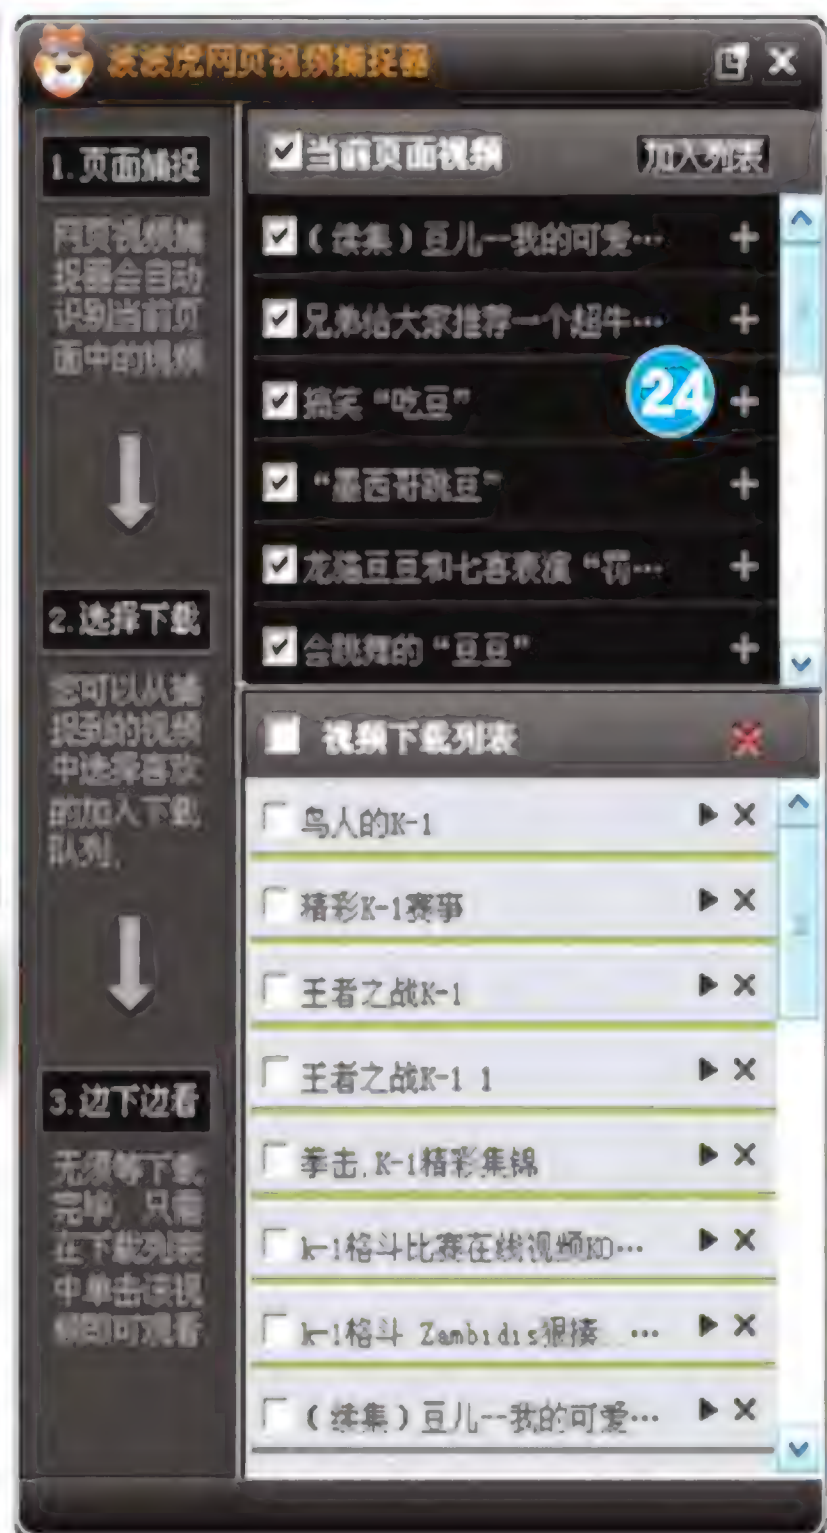 波波虎网页视频捕捉器
1.页面捕捉
网页视频捕
捉器会自动
识别当前页
面中的视频
2.选择下载
您可以从捕
捉到的视频
中选择喜欢
的加入下载
队列,
3.边下边看
无须等下载
完毕, 只需
在下载列表
中单击该视
频即可观看
当前页面视频 加入列表
(续集)豆儿--我的可爱…
兄弟给大家推荐一个超牛…
搞笑“吃豆”
24
“墨西哥跳豆”
龙猫豆豆和七喜表演“罚…
会跳舞的“豆豆”
视频下载列表
鸟人的K-1
精彩K-1赛事
王者之战K-1
王者之战K-1 1
拳击,K-1精彩集锦
k-1格斗比赛在线视频KO…
k-1格斗 Zambidis狠揍 …
(续集)豆儿--我的可爱…